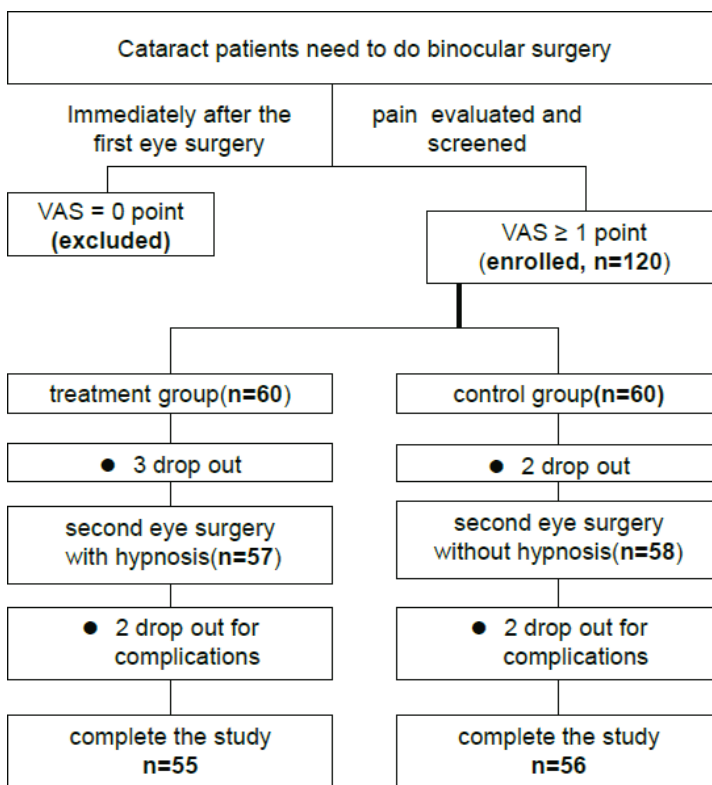 Cataract patients need to do binocular surgery
Immediately after the
first eye surgery
pain evaluated and
screened
VAS = 0 point
(excluded)
VAS ≥ 1 point
(enrolled, n=120)
treatment group(n=60)
control group(n=60)
● 3 drop out
● 2 drop out
second eye surgery
with hypnosis(n=57)
second eye surgery
without hypnosis(n=58)
● 2 drop out for
complications
● 2 drop out for
complications
complete the study
n=55
complete the study
n=56